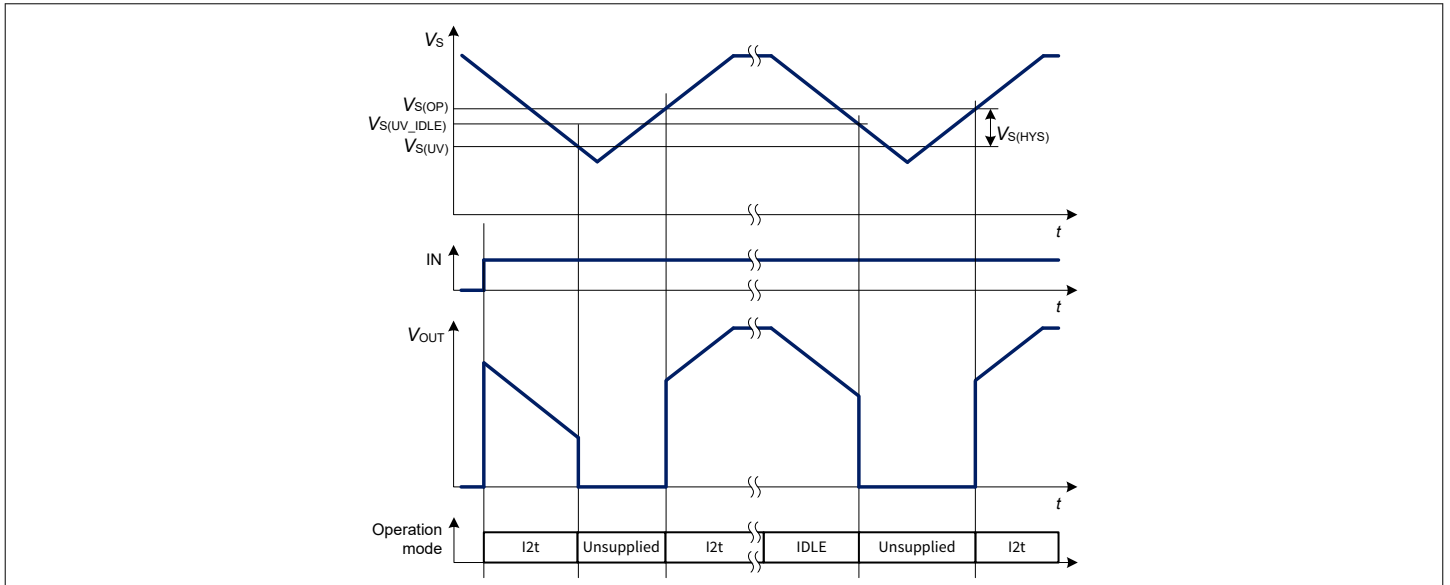 VS
VS(OP)
VS(UV_IDLE)
VS(UV)
VS(HYS)
t
IN
t
VOUT
t
Operation
mode
I2t
Unsupplied
I2t
IDLE
Unsupplied
I2t